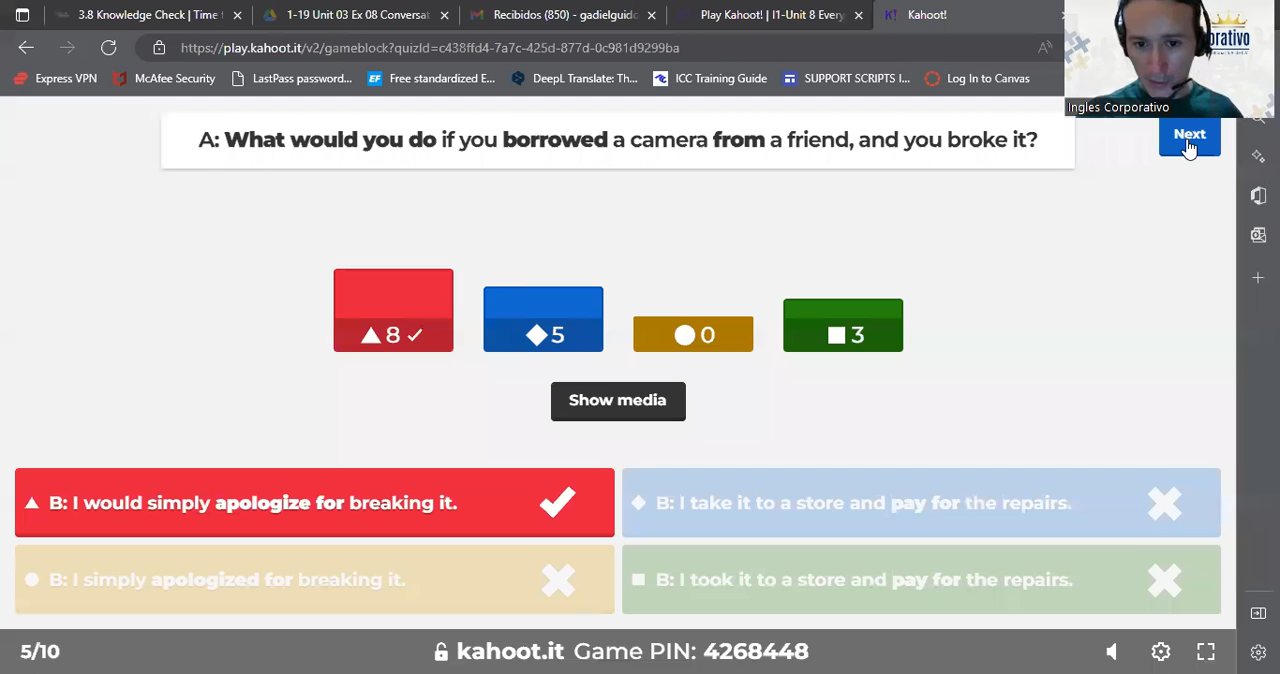 3.8 Knowledge Check | Time
1-19 Unit 03 Ex 08 Conversat
Recibidos (850) - gadielguido
Play Kahoot! | I1-Unit 8 Every
Kahoot!
https://play.kahoot.it/v2/gameblock?quizId=c438ffd4-7a7c-425d-877d-0c981d9299ba
Express VPN
McAfee Security
LastPass password...
EF Free standardized E...
DeepL Translate: Th...
ICC Training Guide
SUPPORT SCRIPTS I...
Log In to Canvas
orativo
Ingles Corporativo
A: What would you do if you borrowed a camera from a friend, and you broke it?
Next
8
5
0
3
Show media
B: I would simply apologize for breaking it.
B: I take it to a store and pay for the repairs.
B: I simply apologized for breaking it.
B: I took it to a store and pay for the repairs.
5/10
kahoot.it Game PIN: 4268448